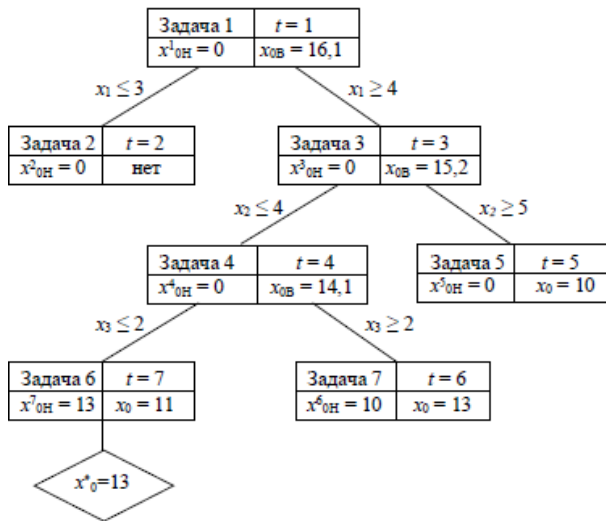 Задача 1 t = 1
x¹₀н = 0 x₀в = 16,1
x₁ ≤ 3 x₁ ≥ 4
Задача 2 t = 2
x²₀н = 0 нет
Задача 3 t = 3
x³₀н = 0 x₀в = 15,2
x₂ ≤ 4 x₂ ≥ 5
Задача 4 t = 4
x⁴₀н = 0 x₀в = 14,1
Задача 5 t = 5
x⁵₀н = 0 x₀ = 10
x₃ ≤ 2 x₃ ≥ 2
Задача 6 t = 7
x⁷₀н = 13 x₀ = 11
Задача 7 t = 6
x⁶₀н = 10 x₀ = 13
x*₀=13